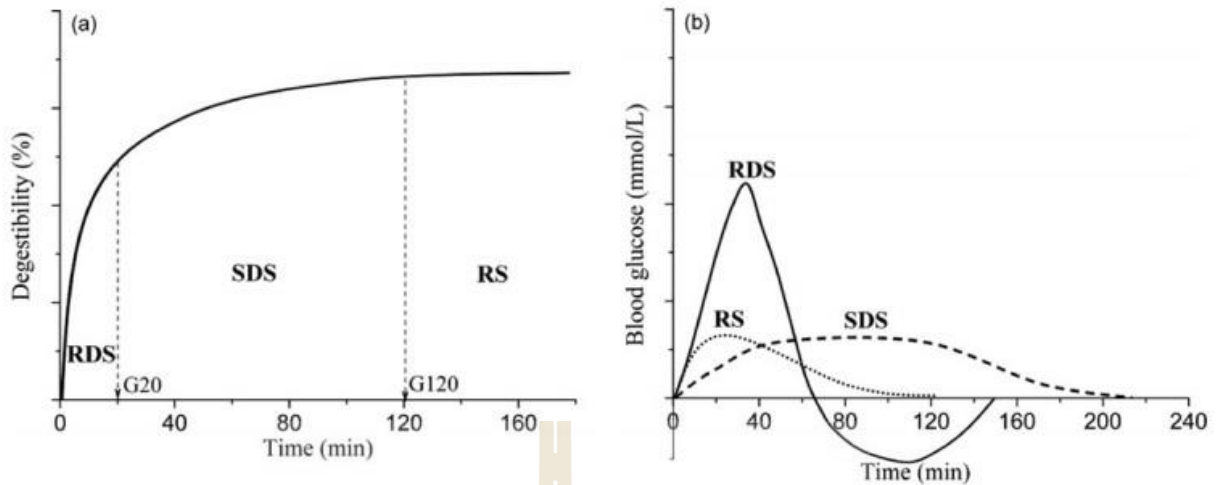 (a)
Degestibility (%)
RDS
SDS
RS
G20
G120
0 40 80 120 160
Time (min)
(b)
Blood glucose (mmol/L)
RDS
RS
SDS
0 40 80 120 160 200 240
Time (min)